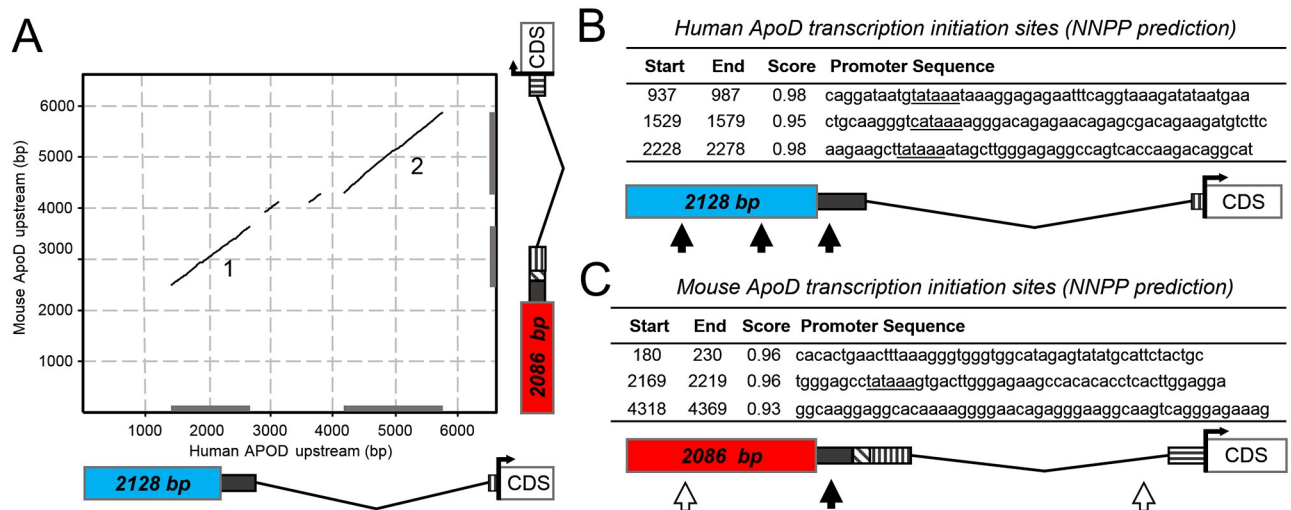 A
CDS
6000
5000
4000
3000
2000
1000
Mouse ApoD upstream (bp)
1
2
2086 bp
1000 2000 3000 4000 5000 6000
Human APOD upstream (bp)
2128 bp
CDS
B
Human ApoD transcription initiation sites (NNPP prediction)
Start End Score Promoter Sequence
937 987 0.98 caggataatgtataaataaaggagagaatttcaggtaaagatataatgaa
1529 1579 0.95 ctgcaagggtcataaaagggacagagaacagagcgacagaagatgtcttc
2228 2278 0.98 aagaagcttataaaatagcttgggagaggccagtcaccaagacaggcat
2128 bp
CDS
C
Mouse ApoD transcription initiation sites (NNPP prediction)
Start End Score Promoter Sequence
180 230 0.96 cacactgaactttaaagggtgggtggcatagagtatatgcattctactgc
2169 2219 0.96 tgggagcctataaagtgacttgggagaagccacacacctcacttggagga
4318 4369 0.93 ggcaaggaggcacaaaaggggaacagagggaaggcaagtcagggagaaag
2086 bp
CDS